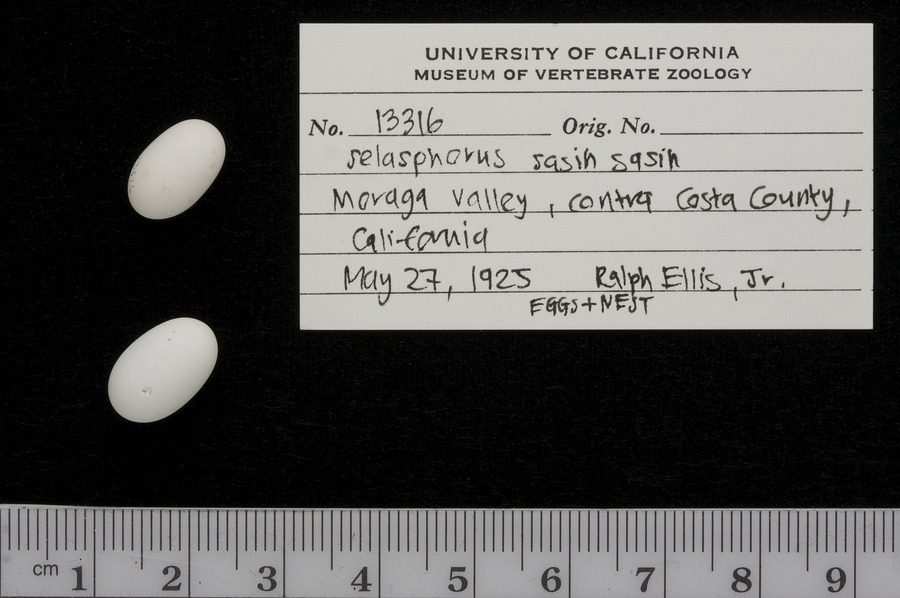 UNIVERSITY OF CALIFORNIA
MUSEUM OF VERTEBRATE ZOOLOGY
No. 13316 Orig. No.
selasphorus sasin sasin
Moraga Valley, contra Costa County,
California
May 27, 1925 Ralph Ellis, Jr.
EGGS + NEST
cm 1 2 3 4 5 6 7 8 9